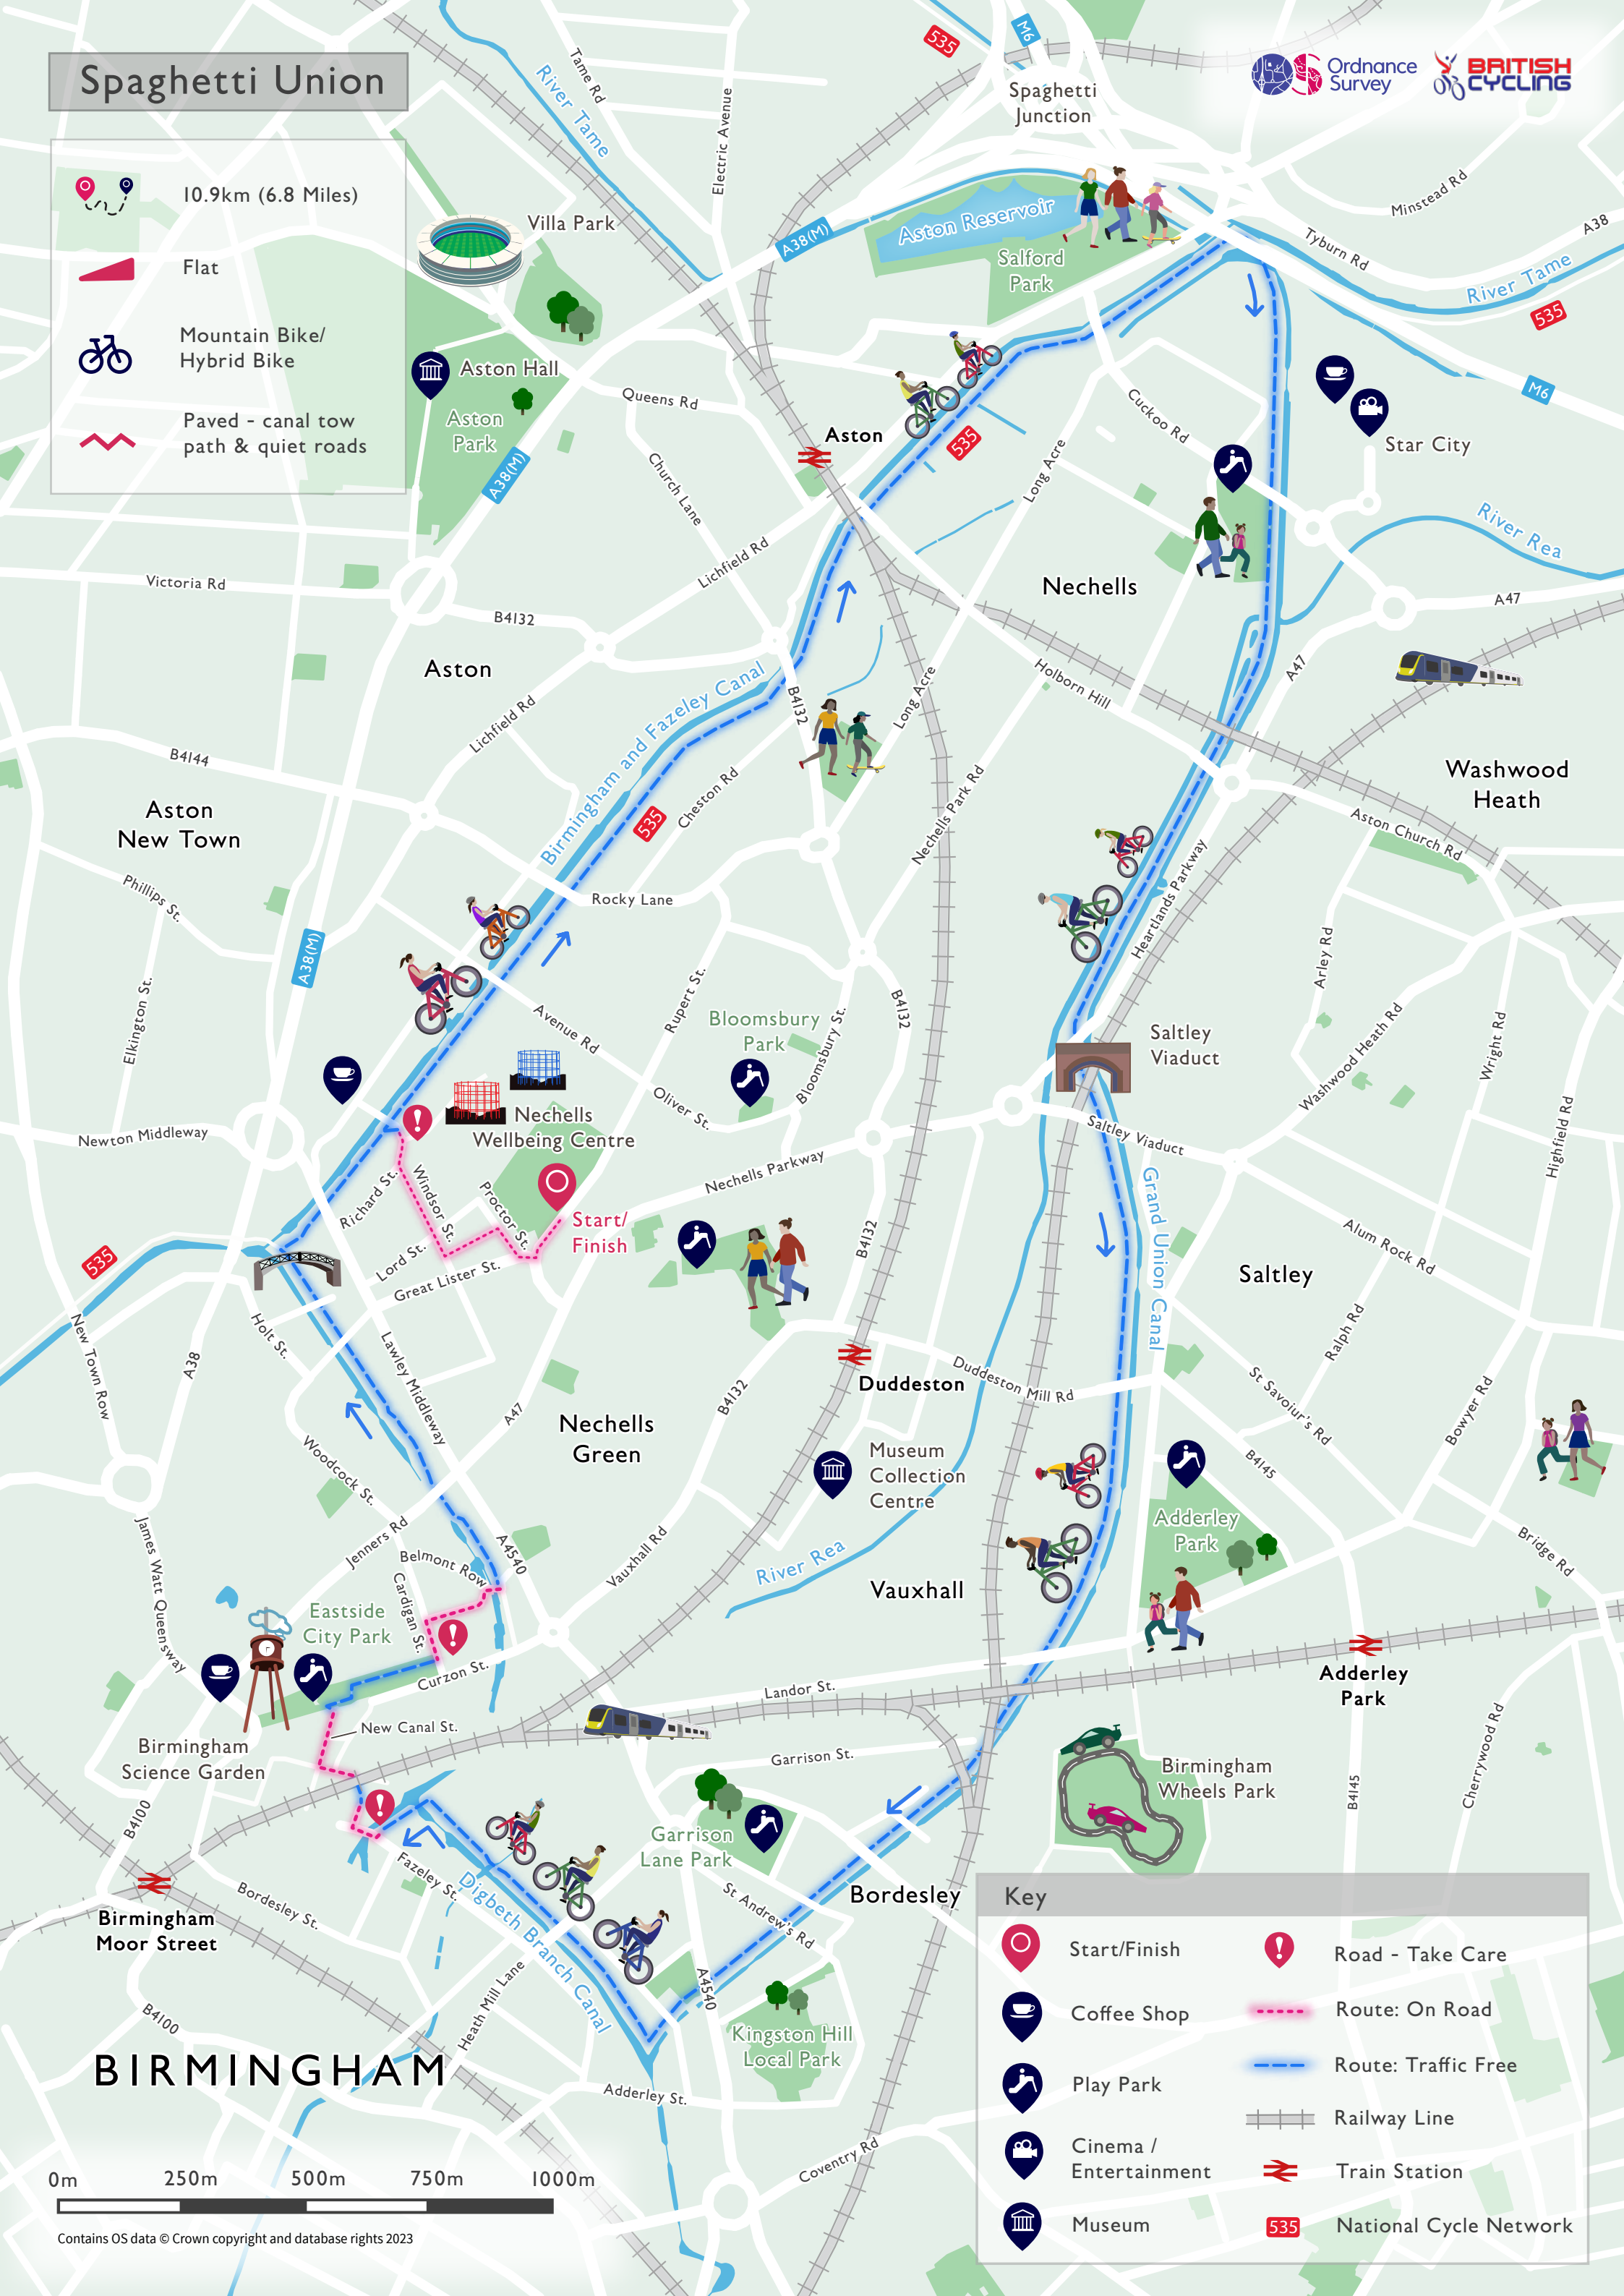 Spaghetti Union
10.9km (6.8 Miles)
Flat
Mountain Bike/
Hybrid Bike
Paved - canal tow
path & quiet roads
Ordnance
Survey
BRITISH
CYCLING
535
M6
Spaghetti
Junction
Tame Rd
River Tame
Electric Avenue
Villa Park
A38(M)
Aston Reservoir
Salford
Park
Minstead Rd
A38
Tyburn Rd
River Tame
535
M6
Aston Hall
Aston
Park
A38(M)
Queens Rd
Aston
535
Cuckoo Rd
Star City
Church Lane
Long Acre
River Rea
Lichfield Rd
Victoria Rd
B4132
Nechells
A47
Aston
Birmingham and Fazeley Canal
B4132
Long Acre
Holborn Hill
A47
Lichfield Rd
B4144
Aston
New Town
Cheston Rd
535
Nechells Park Rd
Washwood
Heath
Aston Church Rd
Phillips St.
Rocky Lane
Heartlands Parkway
A38(M)
Arley Rd
Elkington St.
Avenue Rd
Rupert St.
Bloomsbury
Park
Bloomsbury St.
B4132
Saltley
Viaduct
Washwood Heath Rd
Wright Rd
Nechells
Wellbeing Centre
Oliver St.
Newton Middleway
Saltley Viaduct
Highfield Rd
Richard St.
Windsor St.
Proctor St.
Nechells Parkway
Start/
Finish
Grand Union Canal
535
Lord St.
Great Lister St.
B4132
Alum Rock Rd
Saltley
New Town Row
Holt St.
A38
Lawley Middleway
Ralph Rd
Duddeston
Duddeston Mill Rd
St Savoiur's Rd
Bowyer Rd
B4132
A47
Nechells
Green
Woodcock St.
Museum
Collection
Centre
B4145
James Watt Queensway
Jenners Rd
A4540
Belmont Row
Cardigan St.
Vauxhall Rd
River Rea
Vauxhall
Adderley
Park
Bridge Rd
Eastside
City Park
Curzon St.
Adderley
Park
Landor St.
New Canal St.
Birmingham
Science Garden
Garrison St.
Birmingham
Wheels Park
B4145
Cherrywood Rd
B4100
Garrison
Lane Park
Fazeley St.
Digbeth Branch Canal
Bordesley St.
St Andrew's Rd
Bordesley
Birmingham
Moor Street
A4540
Heath Mill Lane
B4100
Kingston Hill
Local Park
BIRMINGHAM
Adderley St.
Coventry Rd
Key
Start/Finish
Coffee Shop
Play Park
Cinema /
Entertainment
Museum
Road - Take Care
Route: On Road
Route: Traffic Free
Railway Line
Train Station
535
National Cycle Network
0m 250m 500m 750m 1000m
Contains OS data © Crown copyright and database rights 2023